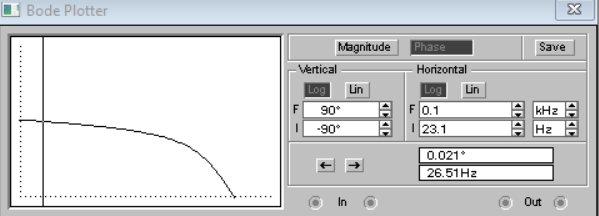 Bode Plotter
Magnitude Phase Save
Vertical Horizontal
Log Lin Log Lin
F 90° F 0.1 kHz
I -90° I 23.1 Hz
← → 0.021°
26.51Hz
In Out